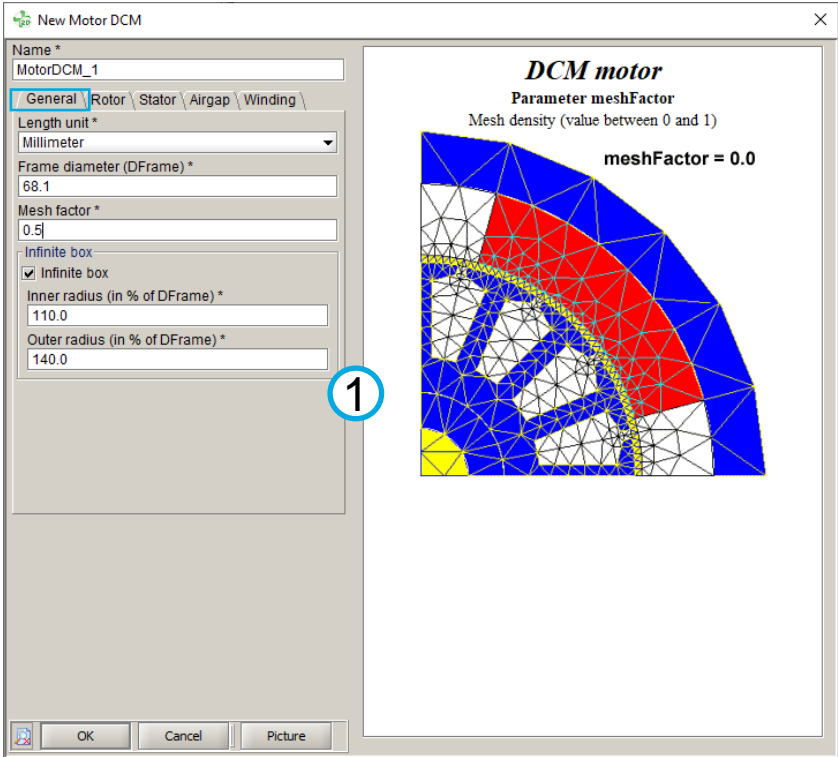 New Motor DCM
Name *
MotorDCM_1
General Rotor Stator Airgap Winding
Length unit *
Millimeter
Frame diameter (DFrame) *
68.1
Mesh factor *
0.5
Infinite box
Infinite box
Inner radius (in % of DFrame) *
110.0
Outer radius (in % of DFrame) *
140.0
1
OK Cancel Picture
DCM motor
Parameter meshFactor
Mesh density (value between 0 and 1)
meshFactor = 0.0